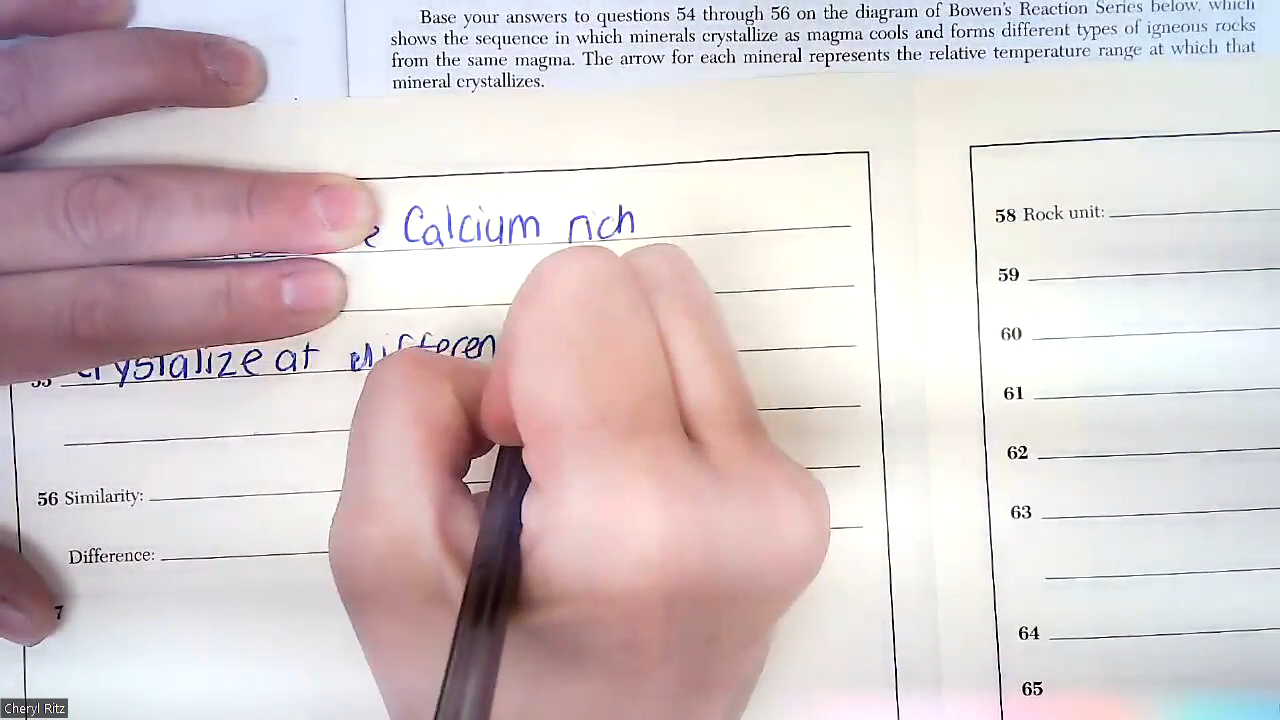 Base your answers to questions 54 through 56 on the diagram of Bowen's Reaction Series below, which
shows the sequence in which minerals crystallize as magma cools and forms different types of igneous rocks
from the same magma. The arrow for each mineral represents the relative temperature range at which that
mineral crystallizes.
Calcium rich
crystalize at differen
56 Similarity:
Difference:
7
58 Rock unit:
59
60
61
62
63
64
65
Cheryl Ritz